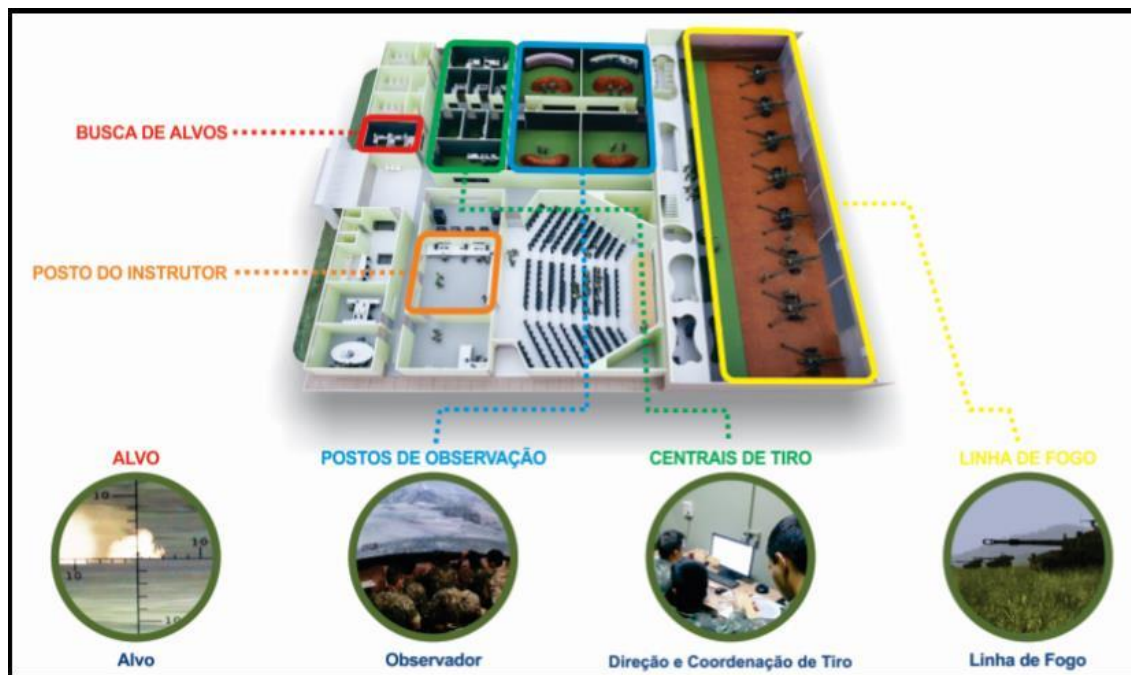 BUSCA DE ALVOS
POSTO DO INSTRUTOR
ALVO
POSTOS DE OBSERVAÇÃO
CENTRAIS DE TIRO
LINHA DE FOGO
10
10
10
10
Alvo
Observador
Direção e Coordenação de Tiro
Linha de Fogo